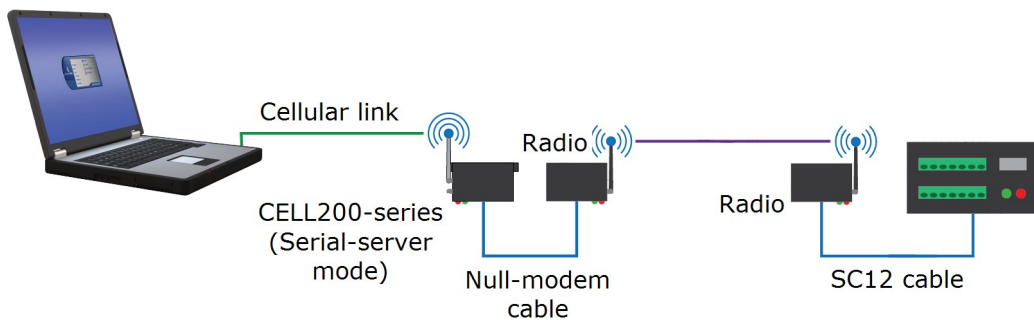 Cellular link
Radio
CELL200-series
(Serial-server
mode)
Null-modem
cable
Radio
SC12 cable